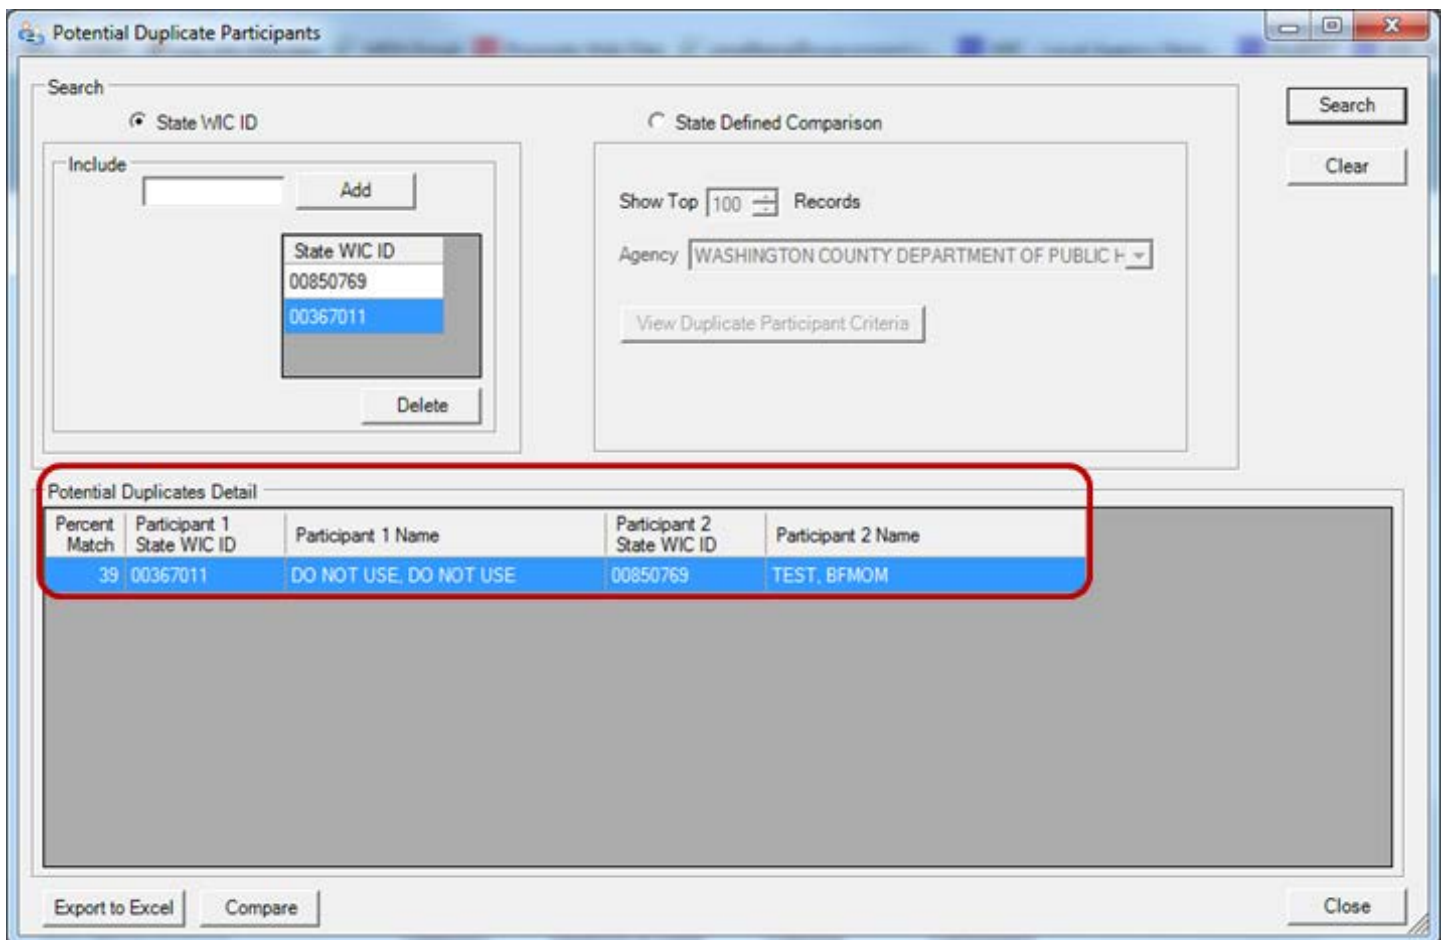 Potential Duplicate Participants
Search
State WIC ID
State Defined Comparison
Search
Clear
Include
Add
State WIC ID
00850769
00367011
Delete
Show Top 100 Records
Agency WASHINGTON COUNTY DEPARTMENT OF PUBLIC H
View Duplicate Participant Criteria
Potential Duplicates Detail
Percent Match
Participant 1 State WIC ID
Participant 1 Name
Participant 2 State WIC ID
Participant 2 Name
39 00367011 DO NOT USE, DO NOT USE 00850769 TEST, BFMOM
Export to Excel
Compare
Close